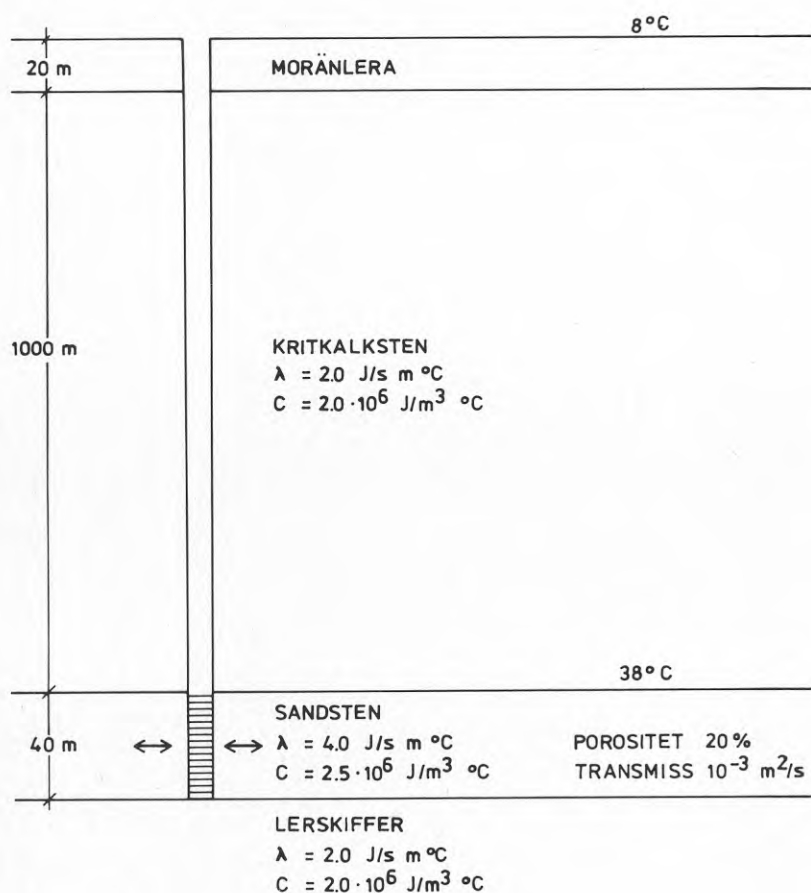 8°C
20 m
MORÄNLERA
1000 m
KRITKALKSTEN
λ = 2.0 J/s m °C
C = 2.0·10⁶ J/m³ °C
38°C
SANDSTEN
40 m
λ = 4.0 J/s m °C
POROSITET 20%
C = 2.5·10⁶ J/m³ °C
TRANSMISS 10⁻³ m²/s
LERSKIFFER
λ = 2.0 J/s m °C
C = 2.0·10⁶ J/m³ °C